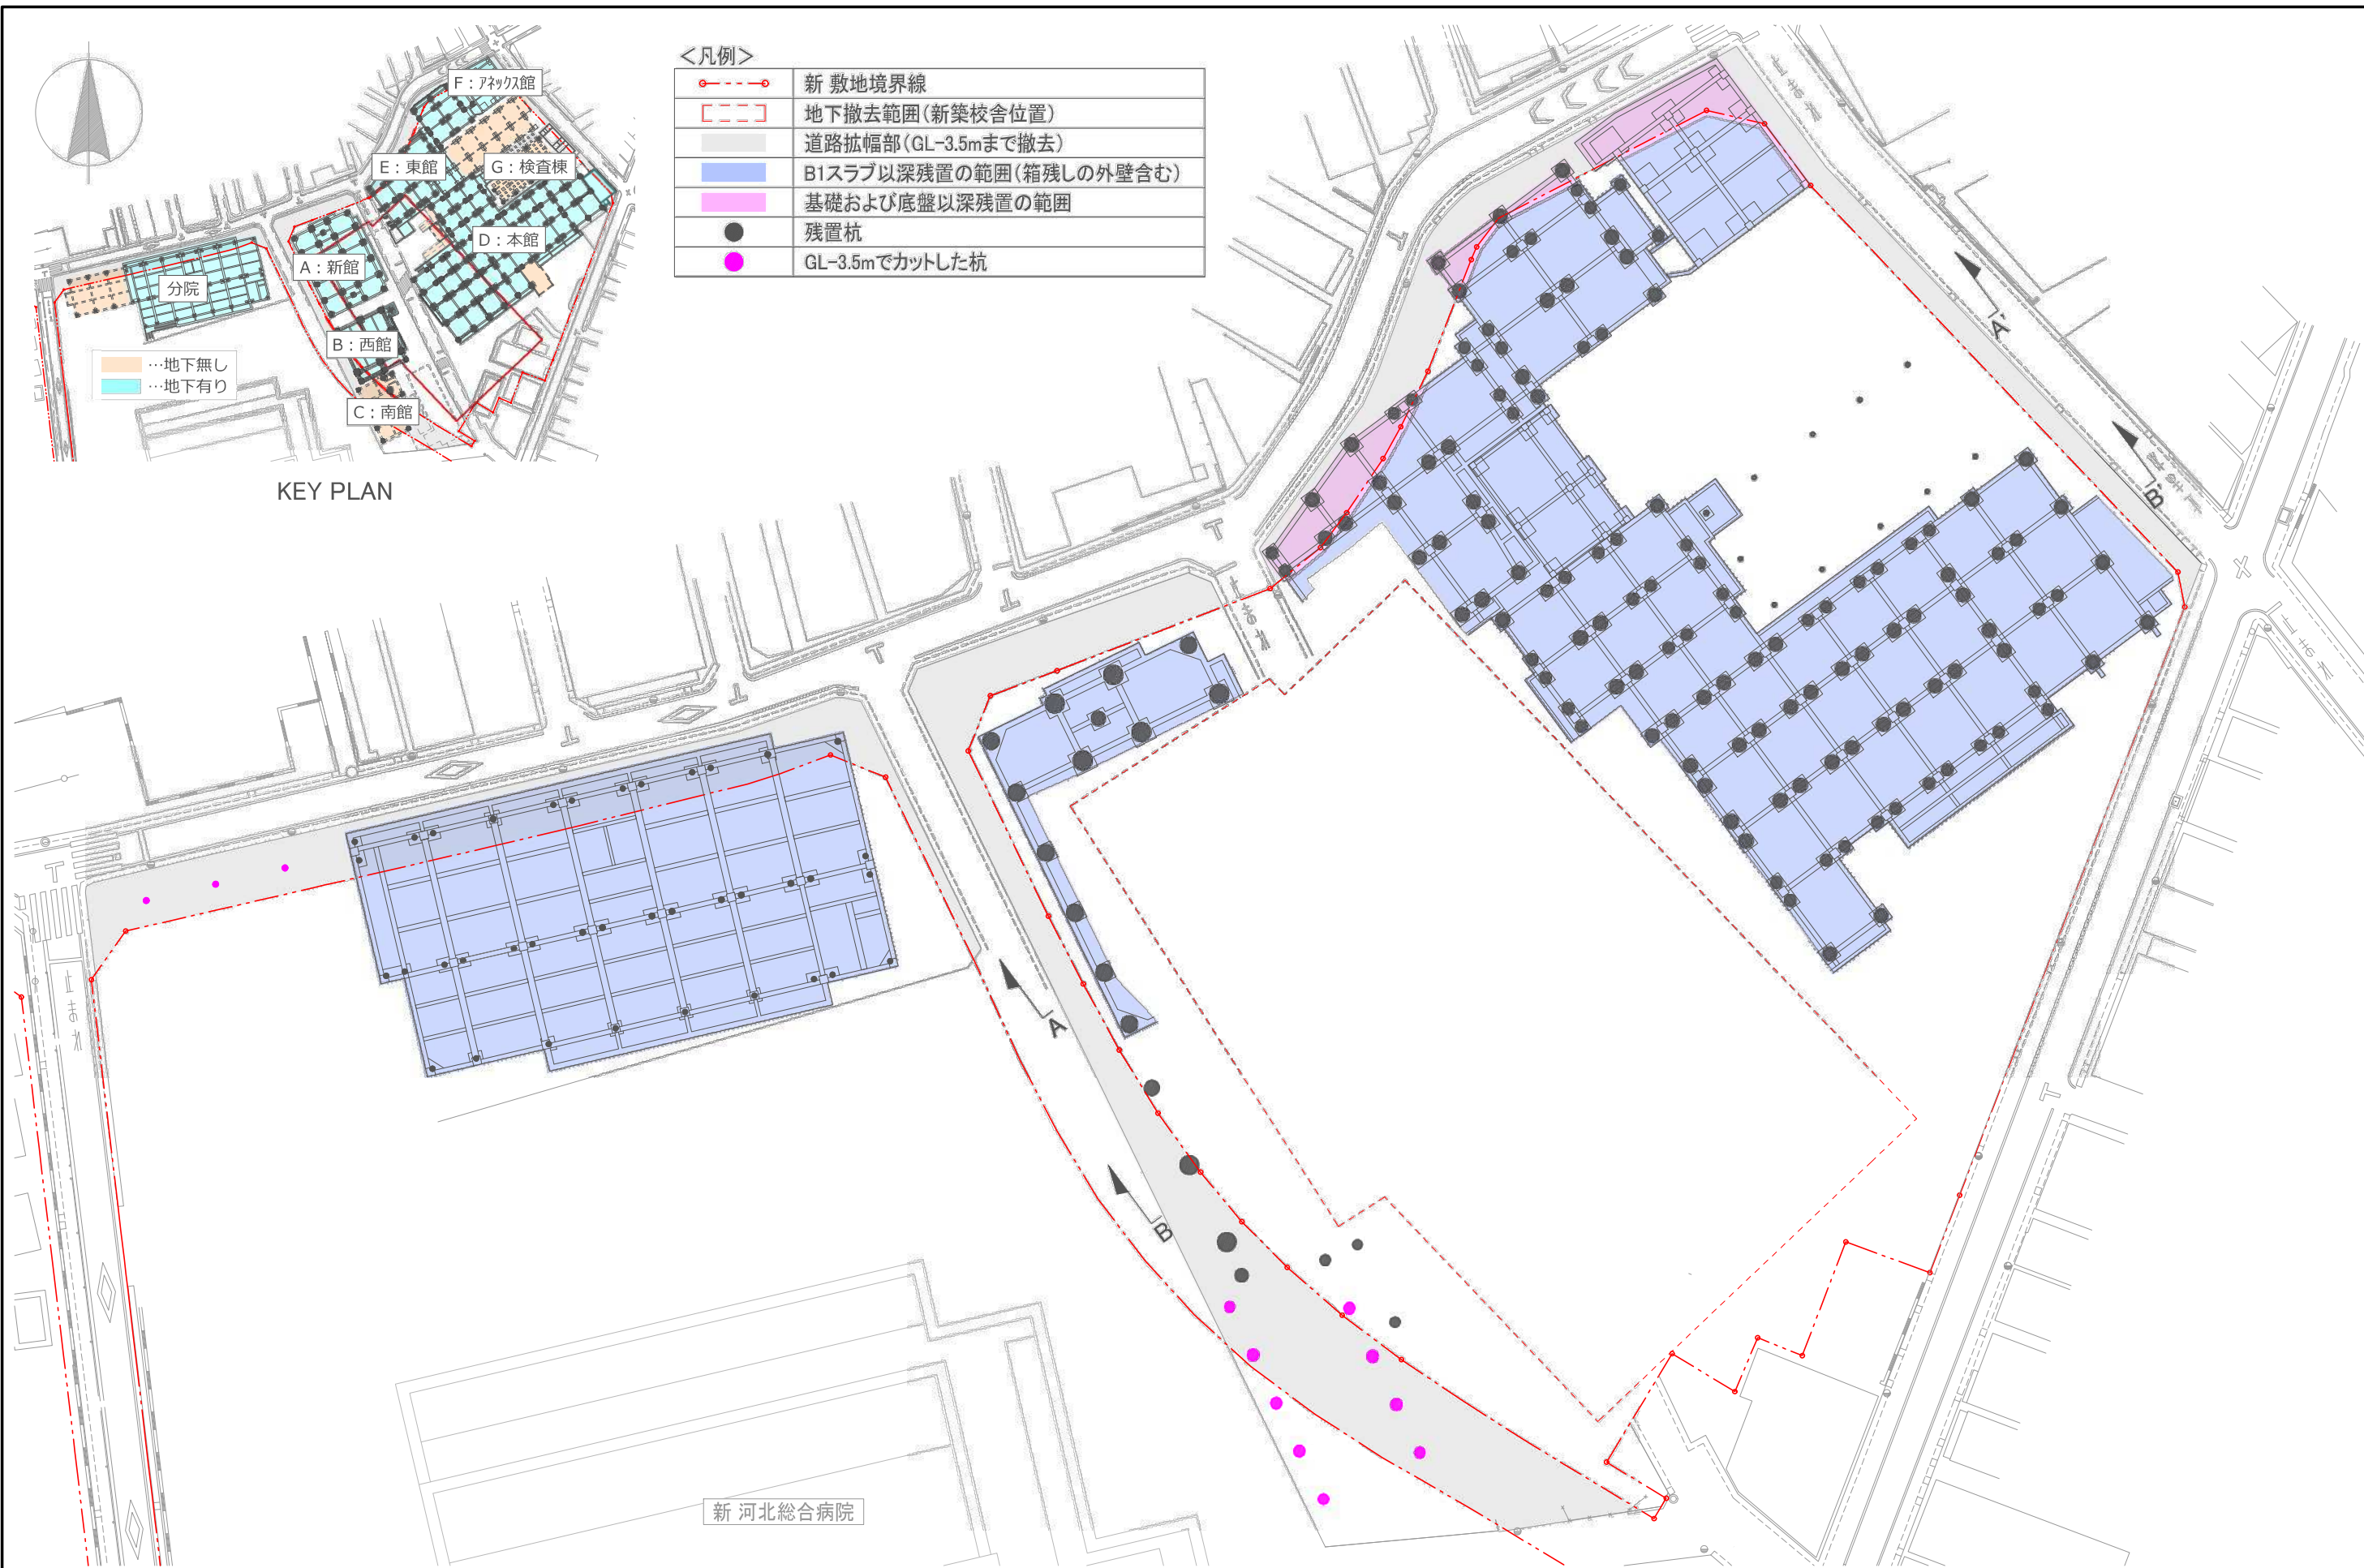 ＜凡例＞
新 敷地境界線
地下撤去範囲(新築校舎位置)
道路拡幅部(GL-3.5mまで撤去)
B1スラブ以深残置の範囲(箱残しの外壁含む)
基礎および底盤以深残置の範囲
残置杭
GL-3.5mでカットした杭
F：アネックス館
E：東館
G：検査棟
D：本館
A：新館
分院
B：西館
C：南館
…地下無し
…地下有り
KEY PLAN
A'
B'
A
B
新 河北総合病院